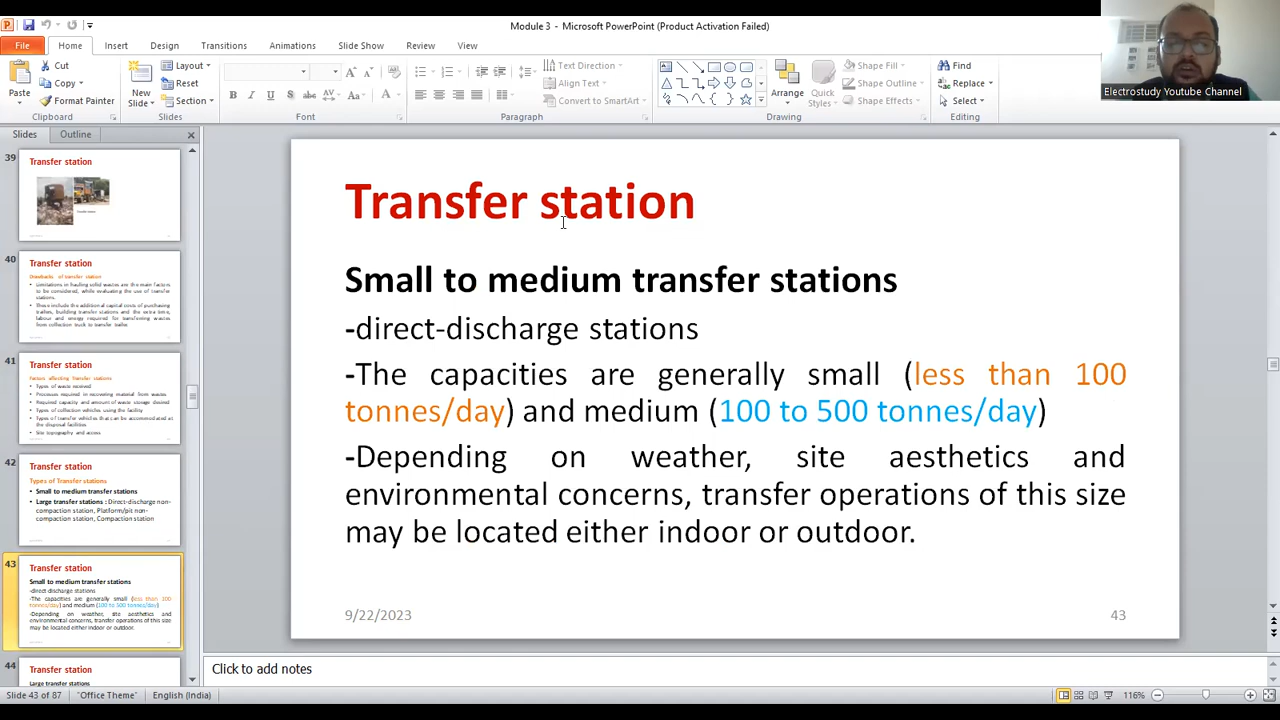 Module 3 - Microsoft PowerPoint (Product Activation Failed)
File Home Insert Design Transitions Animations Slide Show Review View
Cut
Copy
Format Painter
Paste
Clipboard
New
Slide
Layout
Reset
Section
Slides
B I U S abc AV Aa A
Font
Text Direction
Align Text
Convert to SmartArt
Paragraph
Arrange
Quick
Styles
Shape Fill
Shape Outline
Shape Effects
Drawing
Find
Replace
Select
Editing
Electrostudy Youtube Channel
Slides Outline
39
Transfer station
40
Transfer station
Drawbacks of transfer station
Limitations in hauling solid wastes are the main factors
to be considered, while evaluating the use of transfer
stations.
These include the additional capital costs of purchasing
trailers, building transfer stations and the extra time,
labour and energy required for transferring wastes
from collection truck to transfer trailer.
41
Transfer station
Factors affecting Transfer stations
Types of waste received
Processes required in recovering material from wastes
Required capacity and amount of waste storage desired
Types of collection vehicles using the facility
Types of transfer vehicles that can be accommodated at
the disposal facilities
Site topography and access
42
Transfer station
Types of Transfer stations
Small to medium transfer stations
Large transfer stations : Direct-discharge non-
compaction station, Platform/pit non-
compaction station, Compaction station
43
Transfer station
Small to medium transfer stations
-direct-discharge stations
-The capacities are generally small (less than 100
tonnes/day) and medium (100 to 500 tonnes/day)
-Depending on weather, site aesthetics and
environmental concerns, transfer operations of this size
may be located either indoor or outdoor.
44
Transfer station
Large transfer stations
Transfer station
Small to medium transfer stations
-direct-discharge stations
-The capacities are generally small (less than 100
tonnes/day) and medium (100 to 500 tonnes/day)
-Depending on weather, site aesthetics and
environmental concerns, transfer operations of this size
may be located either indoor or outdoor.
9/22/2023 43
Click to add notes
Slide 43 of 87 "Office Theme" English (India) 116%